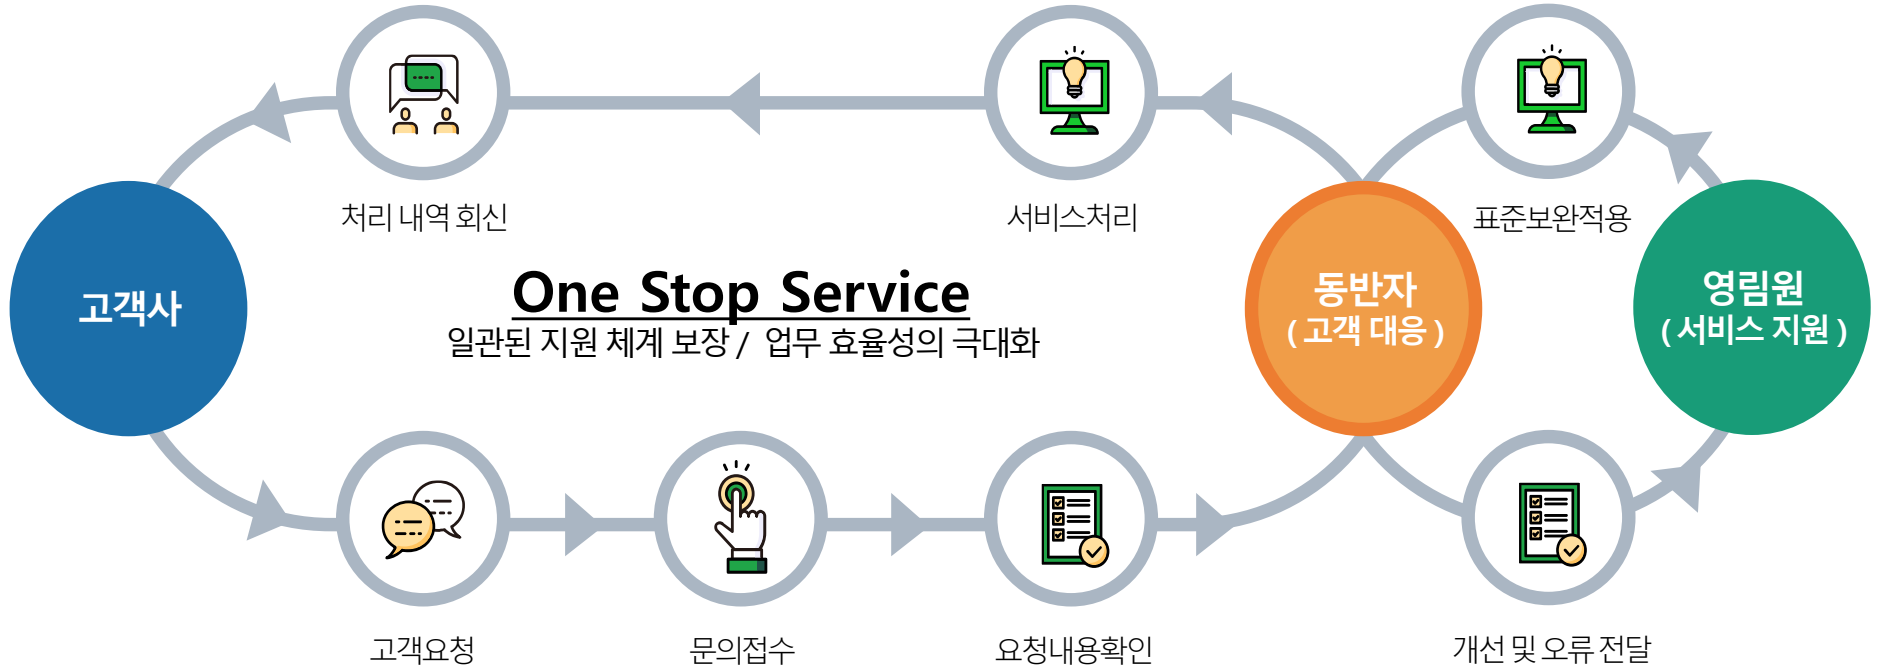 처리 내역 회신
서비스처리
표준보완적용
고객사
One Stop Service
일관된 지원 체계 보장 / 업무 효율성의 극대화
동반자
( 고객 대응 )
영림원
( 서비스 지원 )
고객요청
문의접수
요청내용확인
개선 및 오류 전달